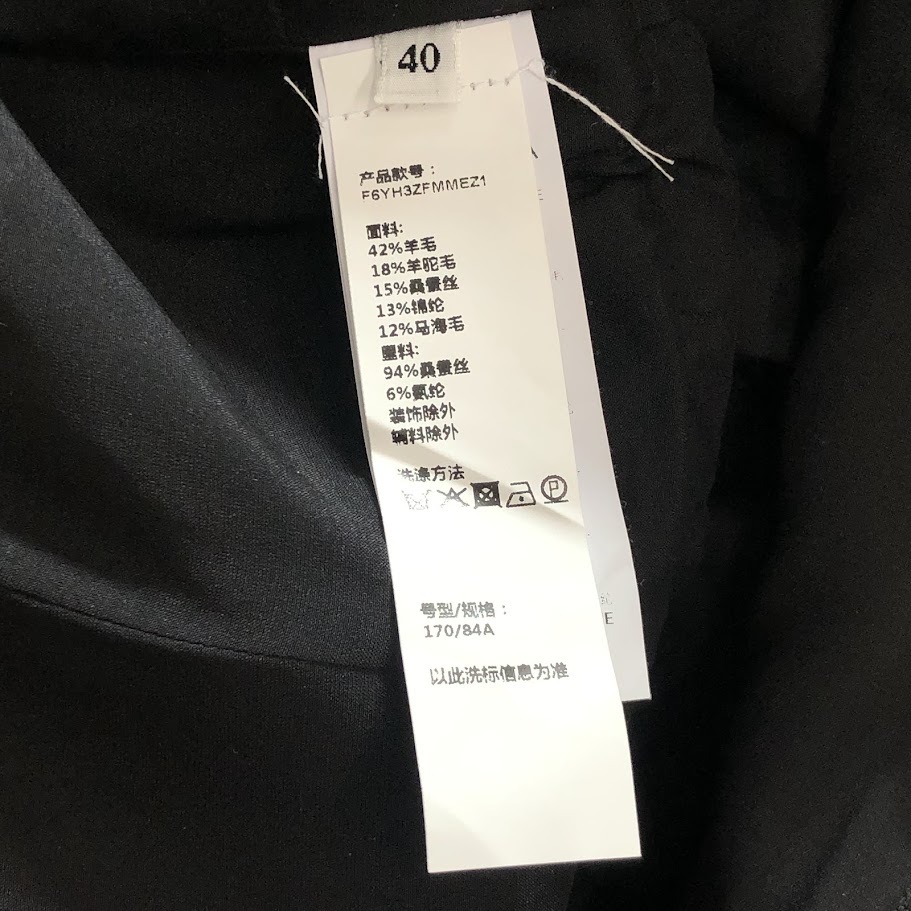 40
产品款号：
F6YH3ZFMMEZ1
面料:
42%羊毛
18%羊驼毛
15%桑蚕丝
13%锦纶
12%马海毛
里料:
94%桑蚕丝
6%氨纶
装饰除外
辅料除外
洗涤方法
P
号型/规格：
170/84A
以此洗标信息为准
E